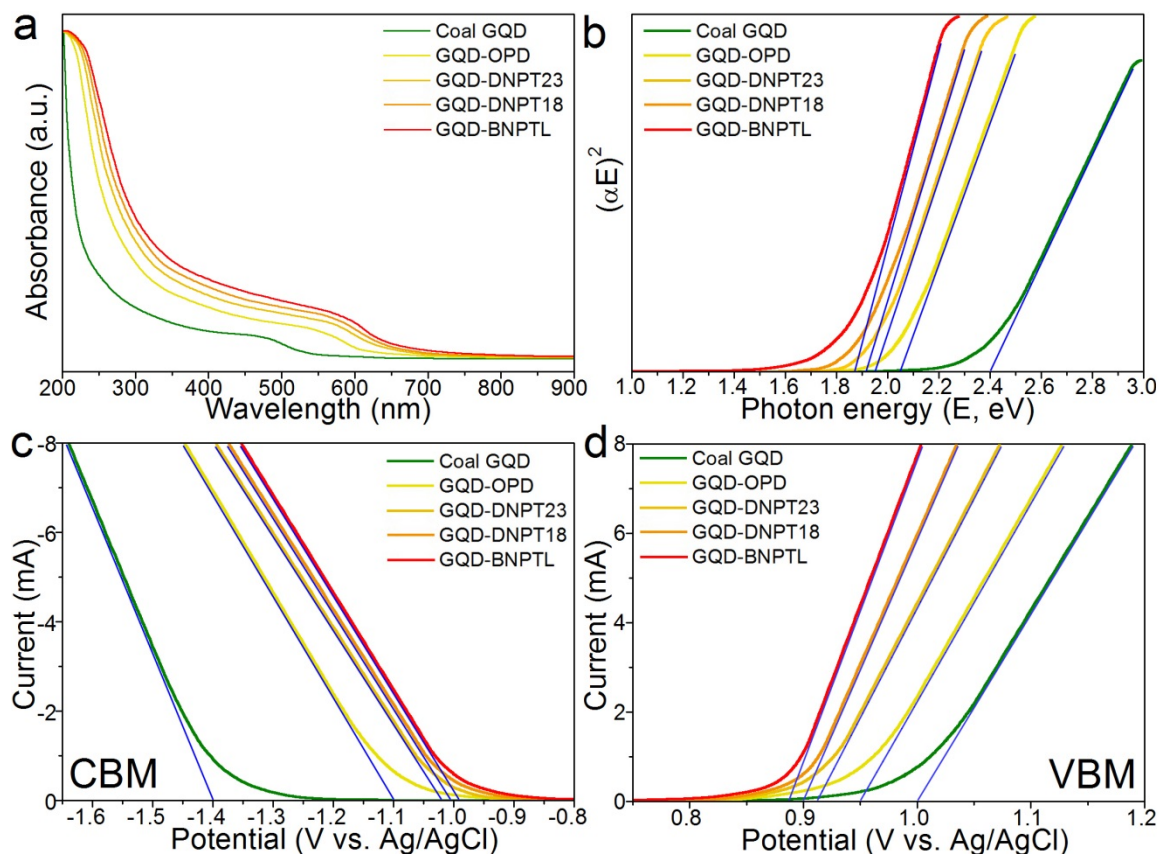 a
Absorbance (a.u.)
Coal GQD
GQD-OPD
GQD-DNPT23
GQD-DNPT18
GQD-BNPTL
200 300 400 500 600 700 800 900
Wavelength (nm)
b
(αE)²
Coal GQD
GQD-OPD
GQD-DNPT23
GQD-DNPT18
GQD-BNPTL
1.0 1.2 1.4 1.6 1.8 2.0 2.2 2.4 2.6 2.8 3.0
Photon energy (E, eV)
c
Current (mA)
-8
-6
-4
-2
0
Coal GQD
GQD-OPD
GQD-DNPT23
GQD-DNPT18
GQD-BNPTL
CBM
-1.6 -1.5 -1.4 -1.3 -1.2 -1.1 -1.0 -0.9 -0.8
Potential (V vs. Ag/AgCl)
d
Current (mA)
8
6
4
2
0
Coal GQD
GQD-OPD
GQD-DNPT23
GQD-DNPT18
GQD-BNPTL
VBM
0.8 0.9 1.0 1.1 1.2
Potential (V vs. Ag/AgCl)